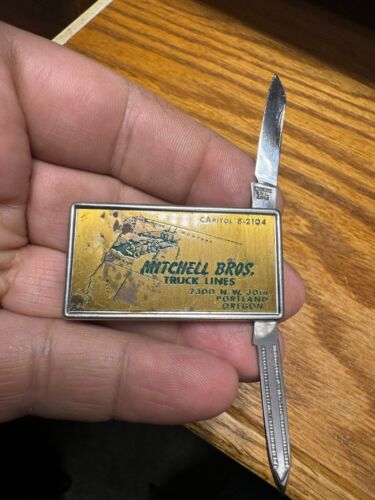 CApitol 8-2104
MITCHELL BROS.
TRUCK LINES
2300 N.W. 30TH
PORTLAND
OREGON